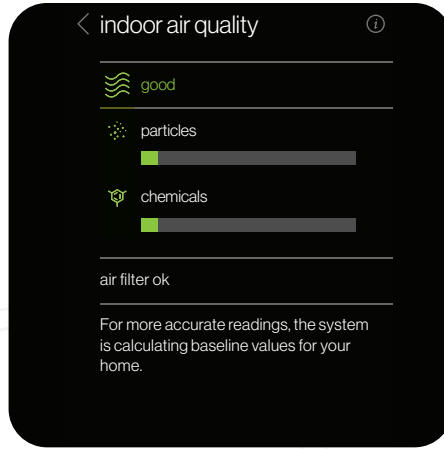 indoor air quality
good
particles
chemicals
air filter ok
For more accurate readings, the system
is calculating baseline values for your
home.